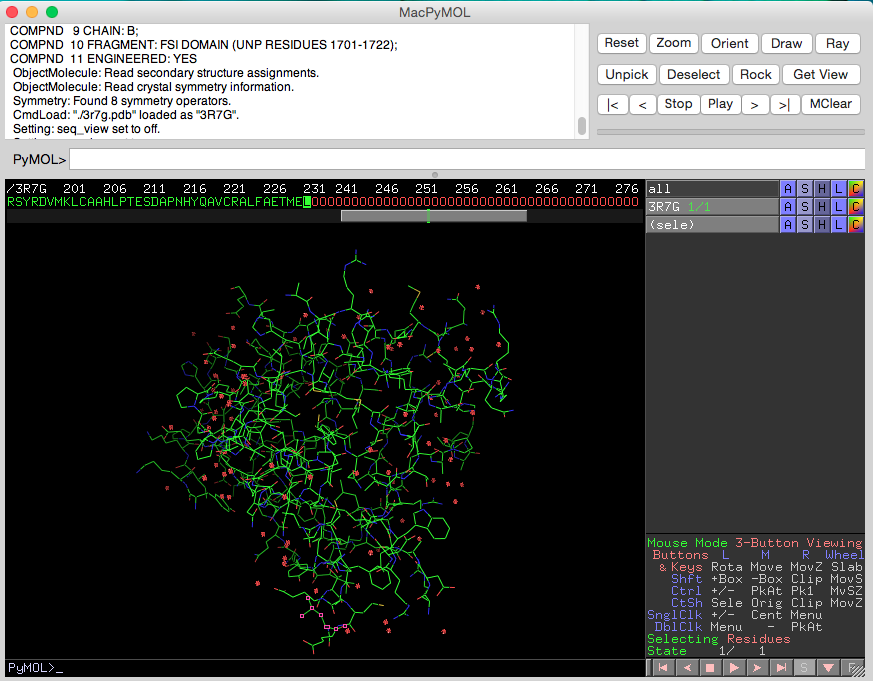 MacPyMOL
COMPND   9 CHAIN: B;
COMPND  10 FRAGMENT: FSI DOMAIN (UNP RESIDUES 1701-1722);
COMPND  11 ENGINEERED: YES
ObjectMolecule: Read secondary structure assignments.
ObjectMolecule: Read crystal symmetry information.
Symmetry: Found 8 symmetry operators.
CmdLoad: "./3r7g.pdb" loaded as "3R7G".
Setting: seq_view set to off.
Reset Zoom Orient Draw Ray
Unpick Deselect Rock Get View
|< < Stop Play > >| MClear
PyMOL>
/3R7G 201 206 211 216 221 226 231 241 246 251 256 261 266 271 276
RSYRDVMKLCAAHLPTESDAPNHYQAVCRALFAETMELOOOOOOOOOOOOOOOOOOOOOOOOOOOOOOOOOOOOOOOOO
all A S H L C
3R7G 1/1 A S H L C
(sele) A S H L C
Mouse Mode 3-Button Viewing
Buttons L M R Wheel
& Keys Rota Move MovZ Slab
Shft +Box -Box Clip MovS
Ctrl +/- PkAt Pk1 MvSZ
CtSh Sele Orig Clip MovZ
SnglClk +/- Cent Menu
DblClk Menu - PkAt
Selecting Residues
State 1/ 1
PyMOL>_
S F